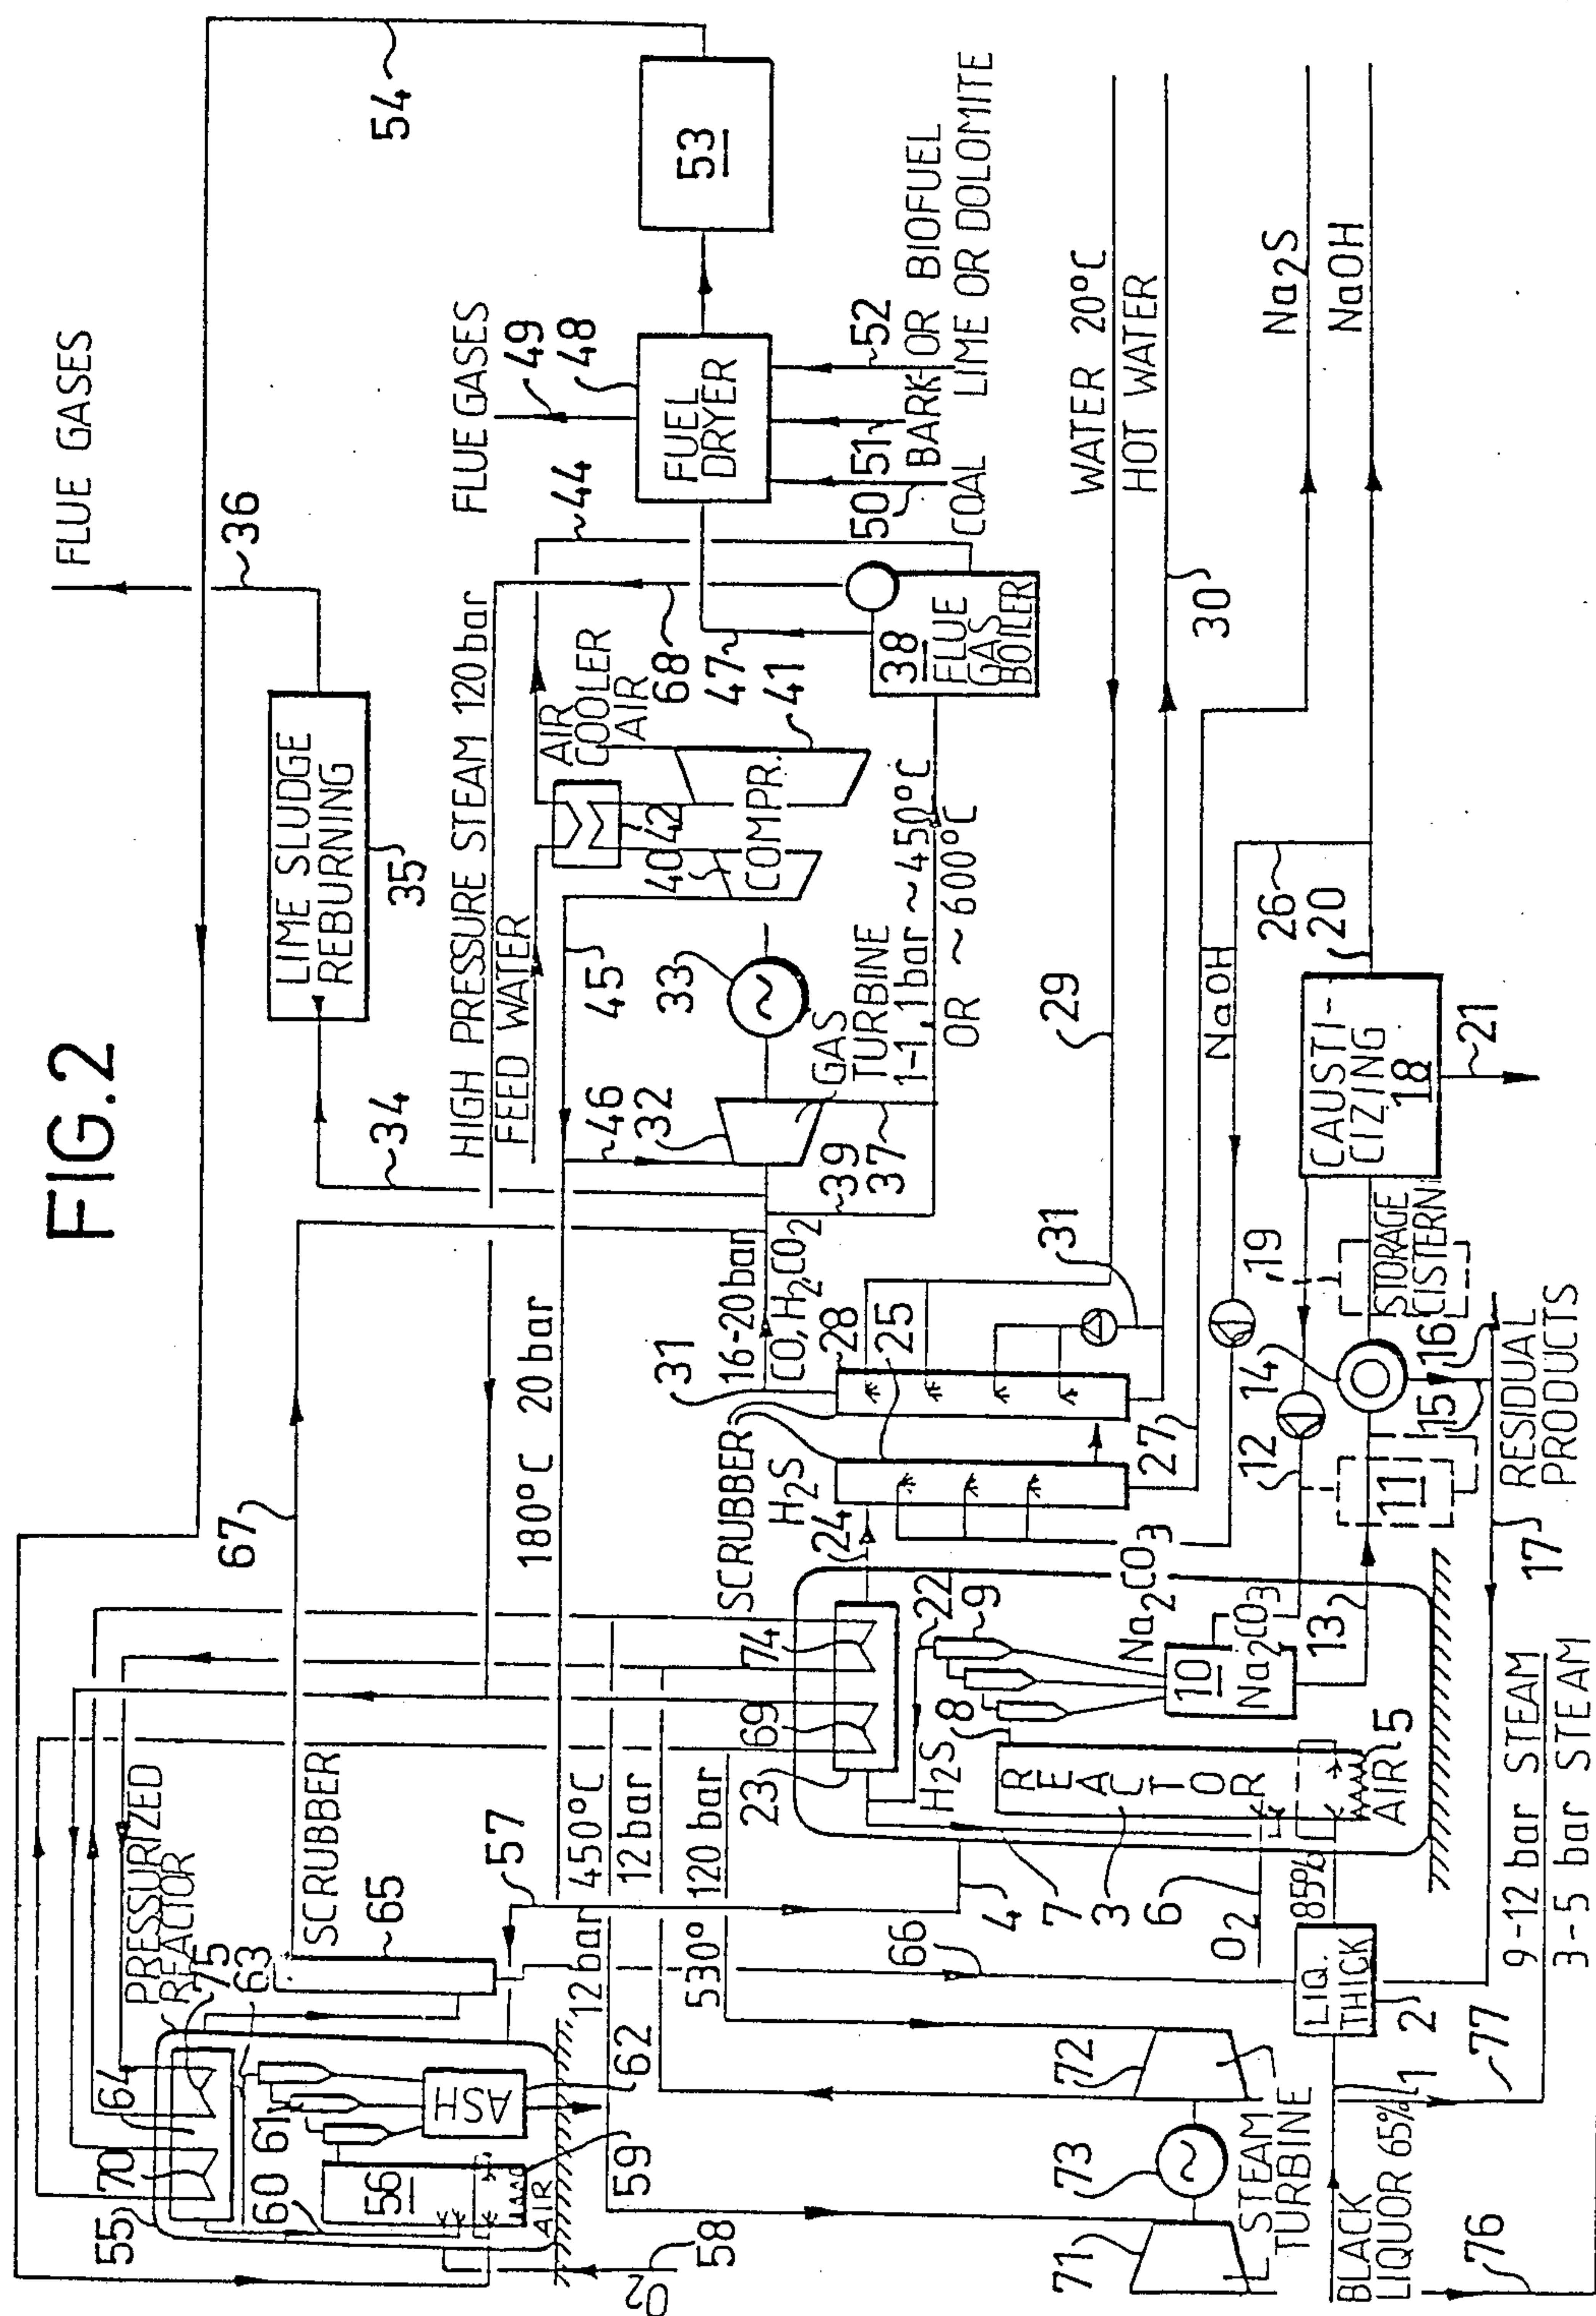 FIG.2
FLUE GASES
36
54
LIME SLUDGE
REBURNING
35
34
53
FLUE GASES
49
48
FUEL
DRYER
44
50
51
52
COAL
BARK- OR BIOFUEL
LIME OR DOLOMITE
HIGH PRESSURE STEAM 120 bar
FEED WATER
AIR
COOLER
AIR
68
47
41
42
40
COMPR.
45
33
46
32
GAS
TURBINE
1-1,1 bar ~450°C
OR ~600°C
39
37
38
FLUE
GAS
BOILER
WATER 20°C
HOT WATER
29
30
Na2S
NaOH
NaOH
26
20
CAUSTI-
CIZING
18
21
19
STORAGE
CISTERN
16-20 bar
CO, H2CO2
31
28
25
31
SCRUBBER
H2S
24
27
12
14
16
15
11
RESIDUAL
PRODUCTS
17
67
180°C 20 bar
PRESSURIZED
REACTOR
75
63
SCRUBBER
65
57
64
70
55
61
60
56
ASH
62
AIR
59
O2
58
12 bar 450°C
12 bar
530° 120 bar
23
69
74
22
9
8
H2S
REACTOR
10
Na2CO3
Na2CO3
13
AIR
5
7
3
4
6
O2
66
85%
LIQ.
THICK
2
1
77
9-12 bar STEAM
3-5 bar STEAM
72
73
71
STEAM
TURBINE
BLACK
LIQUOR 65%
76